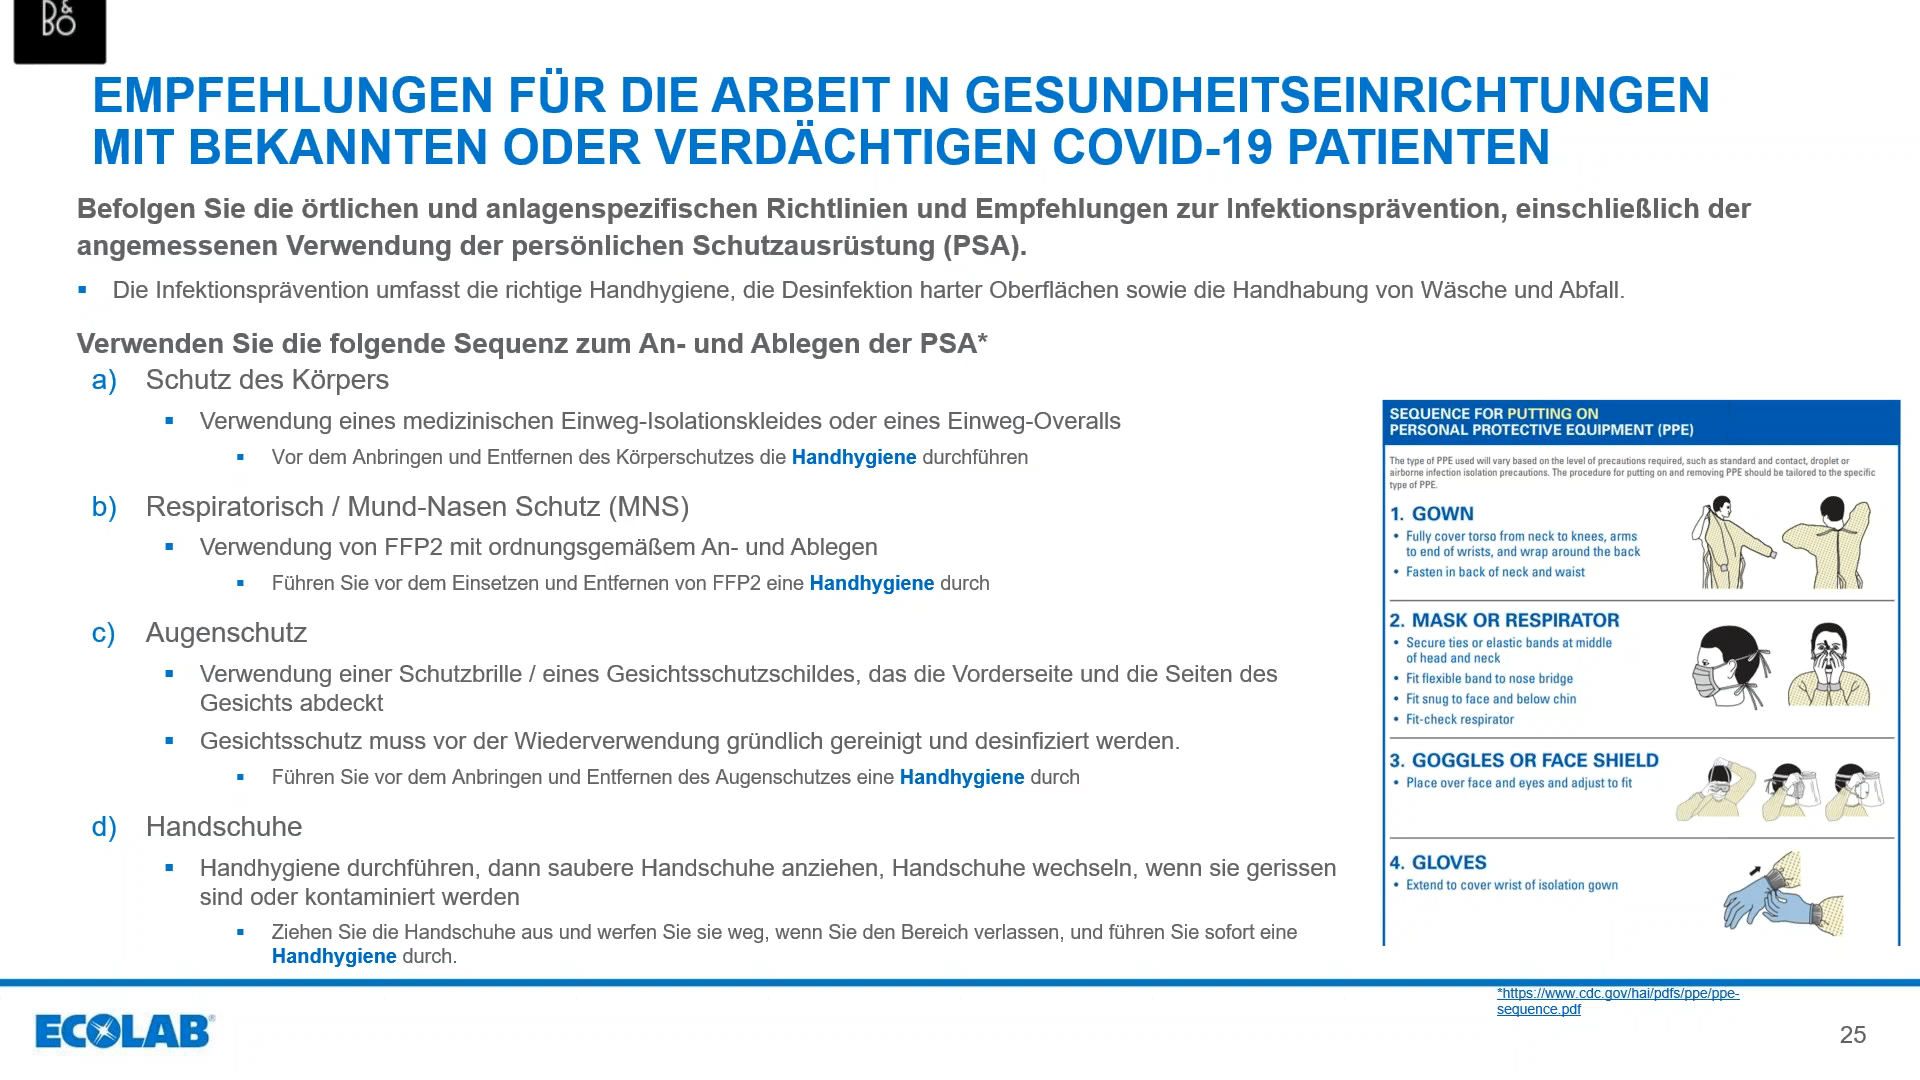 B&O
EMPFEHLUNGEN FÜR DIE ARBEIT IN GESUNDHEITSEINRICHTUNGEN
MIT BEKANNTEN ODER VERDÄCHTIGEN COVID-19 PATIENTEN
Befolgen Sie die örtlichen und anlagenspezifischen Richtlinien und Empfehlungen zur Infektionsprävention, einschließlich der
angemessenen Verwendung der persönlichen Schutzausrüstung (PSA).
▪ Die Infektionsprävention umfasst die richtige Handhygiene, die Desinfektion harter Oberflächen sowie die Handhabung von Wäsche und Abfall.
Verwenden Sie die folgende Sequenz zum An- und Ablegen der PSA*
a) Schutz des Körpers
▪ Verwendung eines medizinischen Einweg-Isolationskleides oder eines Einweg-Overalls
▪ Vor dem Anbringen und Entfernen des Körperschutzes die Handhygiene durchführen
b) Respiratorisch / Mund-Nasen Schutz (MNS)
▪ Verwendung von FFP2 mit ordnungsgemäßem An- und Ablegen
▪ Führen Sie vor dem Einsetzen und Entfernen von FFP2 eine Handhygiene durch
c) Augenschutz
▪ Verwendung einer Schutzbrille / eines Gesichtsschutzschildes, das die Vorderseite und die Seiten des
Gesichts abdeckt
▪ Gesichtsschutz muss vor der Wiederverwendung gründlich gereinigt und desinfiziert werden.
▪ Führen Sie vor dem Anbringen und Entfernen des Augenschutzes eine Handhygiene durch
d) Handschuhe
▪ Handhygiene durchführen, dann saubere Handschuhe anziehen, Handschuhe wechseln, wenn sie gerissen
sind oder kontaminiert werden
▪ Ziehen Sie die Handschuhe aus und werfen Sie sie weg, wenn Sie den Bereich verlassen, und führen Sie sofort eine
Handhygiene durch.
SEQUENCE FOR PUTTING ON
PERSONAL PROTECTIVE EQUIPMENT (PPE)
The type of PPE used will vary based on the level of precautions required, such as standard and contact, droplet or
airborne infection isolation precautions. The procedure for putting on and removing PPE should be tailored to the specific
type of PPE.
1. GOWN
• Fully cover torso from neck to knees, arms
to end of wrists, and wrap around the back
• Fasten in back of neck and waist
2. MASK OR RESPIRATOR
• Secure ties or elastic bands at middle
of head and neck
• Fit flexible band to nose bridge
• Fit snug to face and below chin
• Fit-check respirator
3. GOGGLES OR FACE SHIELD
• Place over face and eyes and adjust to fit
4. GLOVES
• Extend to cover wrist of isolation gown
*https://www.cdc.gov/hai/pdfs/ppe/ppe-
sequence.pdf
ECOLAB®
25